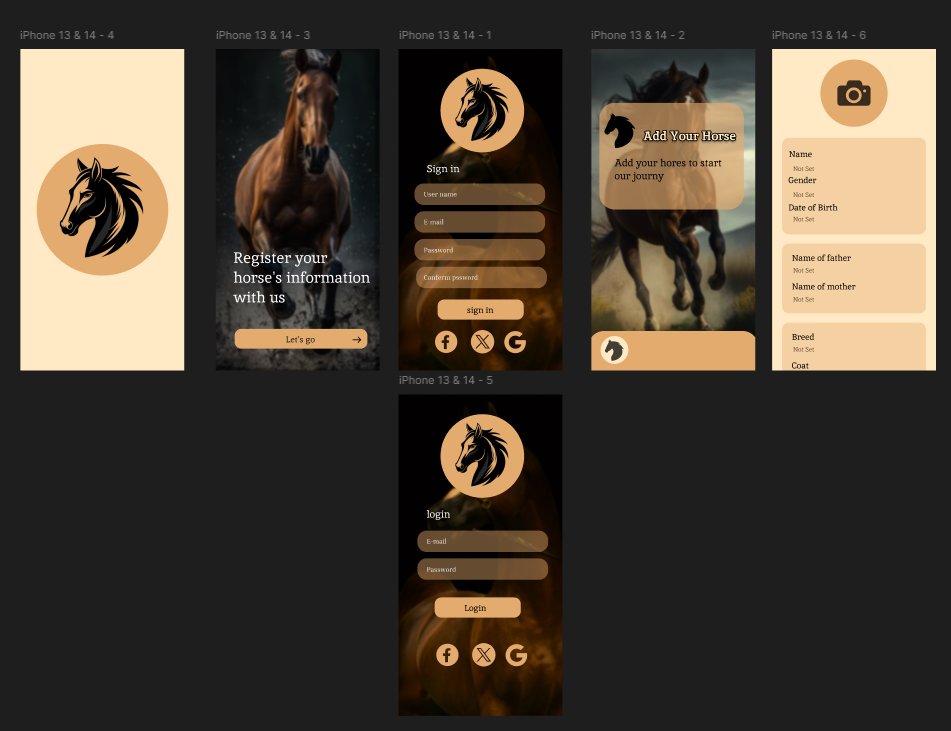 iPhone 13 & 14 - 4
iPhone 13 & 14 - 3
Register your
horse's information
with us
Let's go
iPhone 13 & 14 - 1
Sign in
User name
E-mail
Password
Conferm pssword
sign in
iPhone 13 & 14 - 2
Add Your Horse
Add your hores to start
our journy
iPhone 13 & 14 - 6
Name
Not Set
Gender
Not Set
Date of Birth
Not Set
Name of father
Not Set
Name of mother
Not Set
Breed
Not Set
Coat
iPhone 13 & 14 - 5
login
E-mail
Password
Login